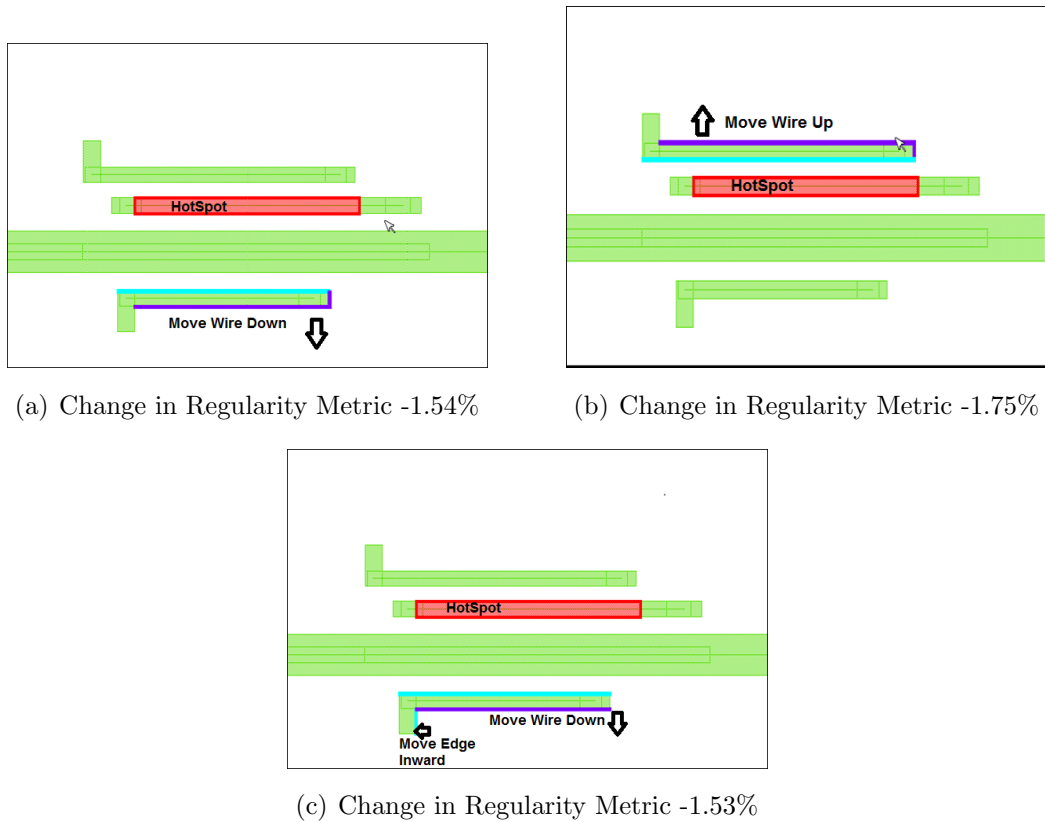 HotSpot
Move Wire Down
(a) Change in Regularity Metric -1.54%
Move Wire Up
HotSpot
(b) Change in Regularity Metric -1.75%
HotSpot
Move Wire Down
Move Edge
Inward
(c) Change in Regularity Metric -1.53%